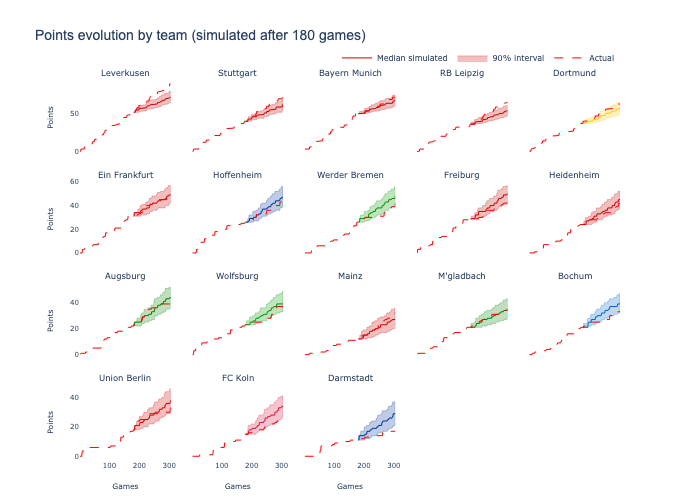 Points evolution by team (simulated after 180 games)
Median simulated 90% interval Actual
Leverkusen Stuttgart Bayern Munich RB Leipzig Dortmund
50
0
Points
Ein Frankfurt Hoffenheim Werder Bremen Freiburg Heidenheim
60
40
20
0
Points
Augsburg Wolfsburg Mainz M'gladbach Bochum
40
20
0
Points
Union Berlin FC Koln Darmstadt
40
20
0
Points
100 200 300 100 200 300 100 200 300
Games Games Games